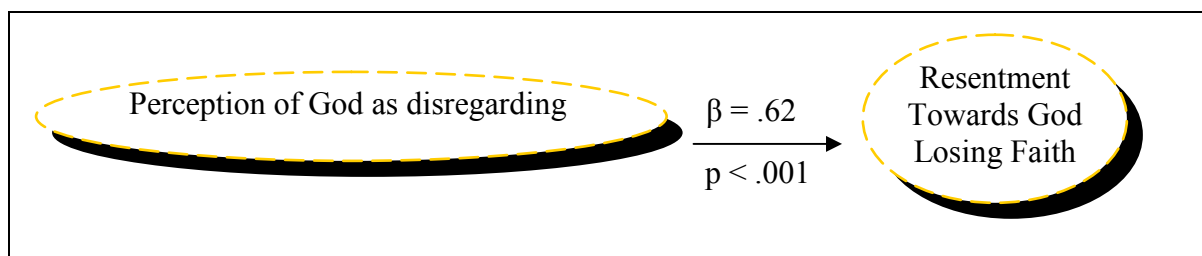 Perception of God as disregarding
β = .62
p < .001
Resentment
Towards God
Losing Faith